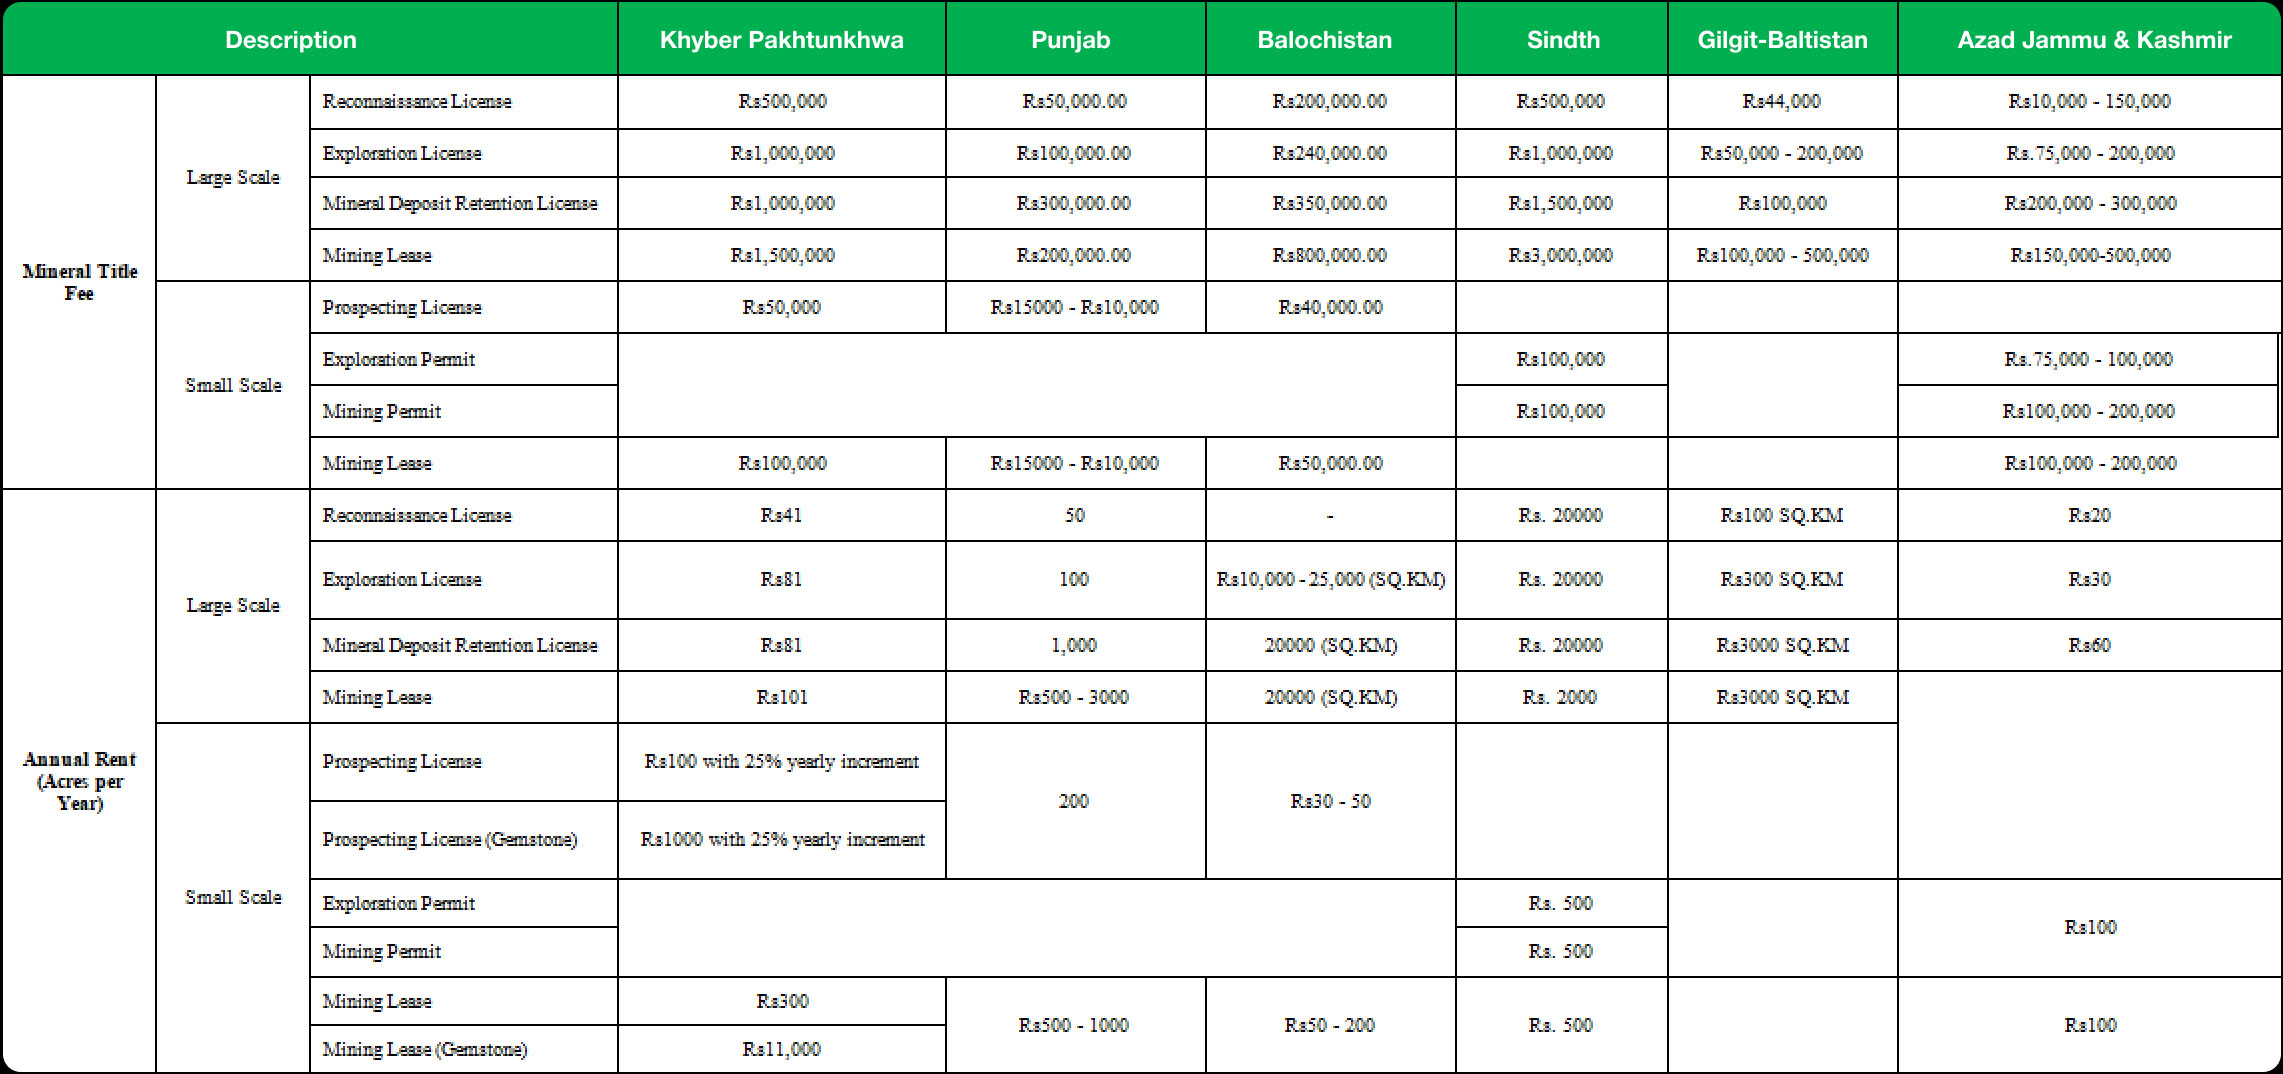 Description Khyber Pakhtunkhwa Punjab Balochistan Sindth Gilgit-Baltistan Azad Jammu & Kashmir
Mineral Title
Fee
Large Scale
Reconnaissance License Rs500,000 Rs50,000.00 Rs200,000.00 Rs500,000 Rs44,000 Rs10,000 - 150,000
Exploration License Rs1,000,000 Rs100,000.00 Rs240,000.00 Rs1,000,000 Rs50,000 - 200,000 Rs.75,000 - 200,000
Mineral Deposit Retention License Rs1,000,000 Rs300,000.00 Rs350,000.00 Rs1,500,000 Rs100,000 Rs200,000 - 300,000
Mining Lease Rs1,500,000 Rs200,000.00 Rs800,000.00 Rs3,000,000 Rs100,000 - 500,000 Rs150,000-500,000
Small Scale
Prospecting License Rs50,000 Rs15000 - Rs10,000 Rs40,000.00
Exploration Permit Rs100,000 Rs.75,000 - 100,000
Mining Permit Rs100,000 Rs100,000 - 200,000
Mining Lease Rs100,000 Rs15000 - Rs10,000 Rs50,000.00 Rs100,000 - 200,000
Annual Rent
(Acres per
Year)
Large Scale
Reconnaissance License Rs41 50 - Rs. 20000 Rs100 SQ.KM Rs20
Exploration License Rs81 100 Rs10,000 - 25,000 (SQ.KM) Rs. 20000 Rs300 SQ.KM Rs30
Mineral Deposit Retention License Rs81 1,000 20000 (SQ.KM) Rs. 20000 Rs3000 SQ.KM Rs60
Mining Lease Rs101 Rs500 - 3000 20000 (SQ.KM) Rs. 2000 Rs3000 SQ.KM
Small Scale
Prospecting License Rs100 with 25% yearly increment
200 Rs30 - 50
Prospecting License (Gemstone) Rs1000 with 25% yearly increment
Exploration Permit Rs. 500
Rs100
Mining Permit Rs. 500
Mining Lease Rs300
Rs500 - 1000 Rs50 - 200 Rs. 500 Rs100
Mining Lease (Gemstone) Rs11,000